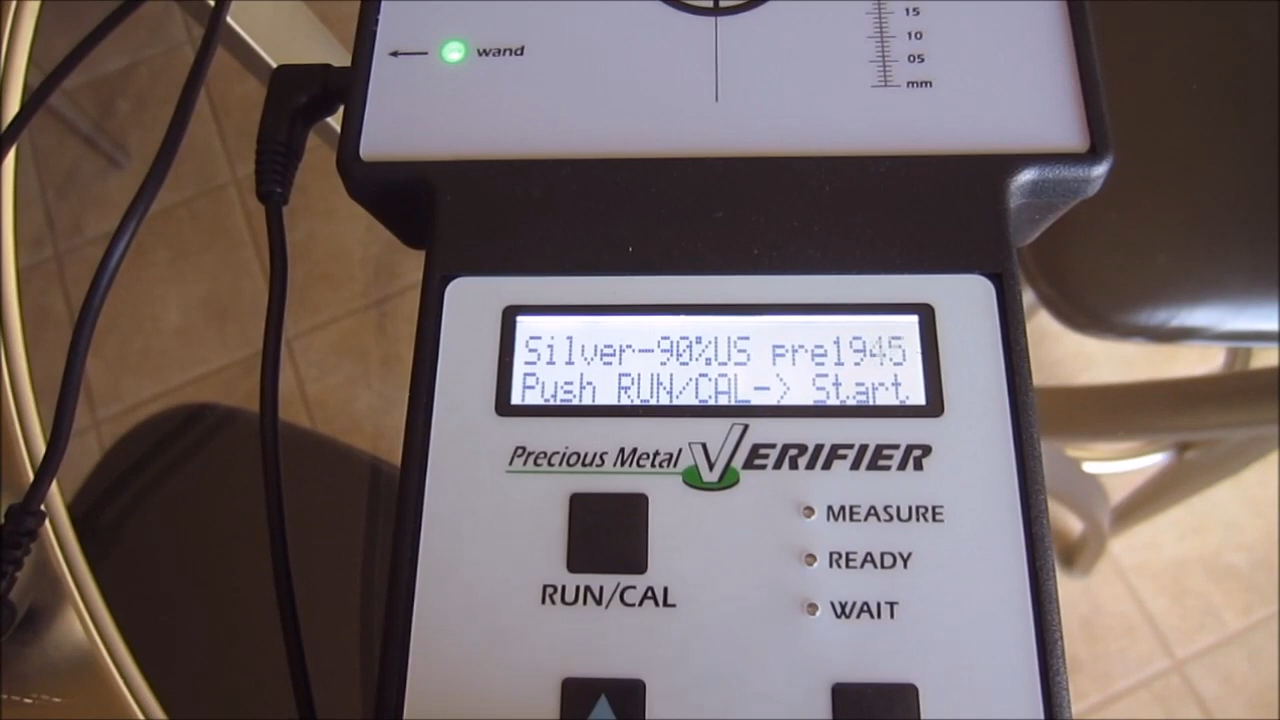 15
10
wand
05
mm
Silver-90%US pre1945
Push RUN/CAL-> Start
Precious Metal VERIFIER
MEASURE
READY
RUN/CAL
WAIT